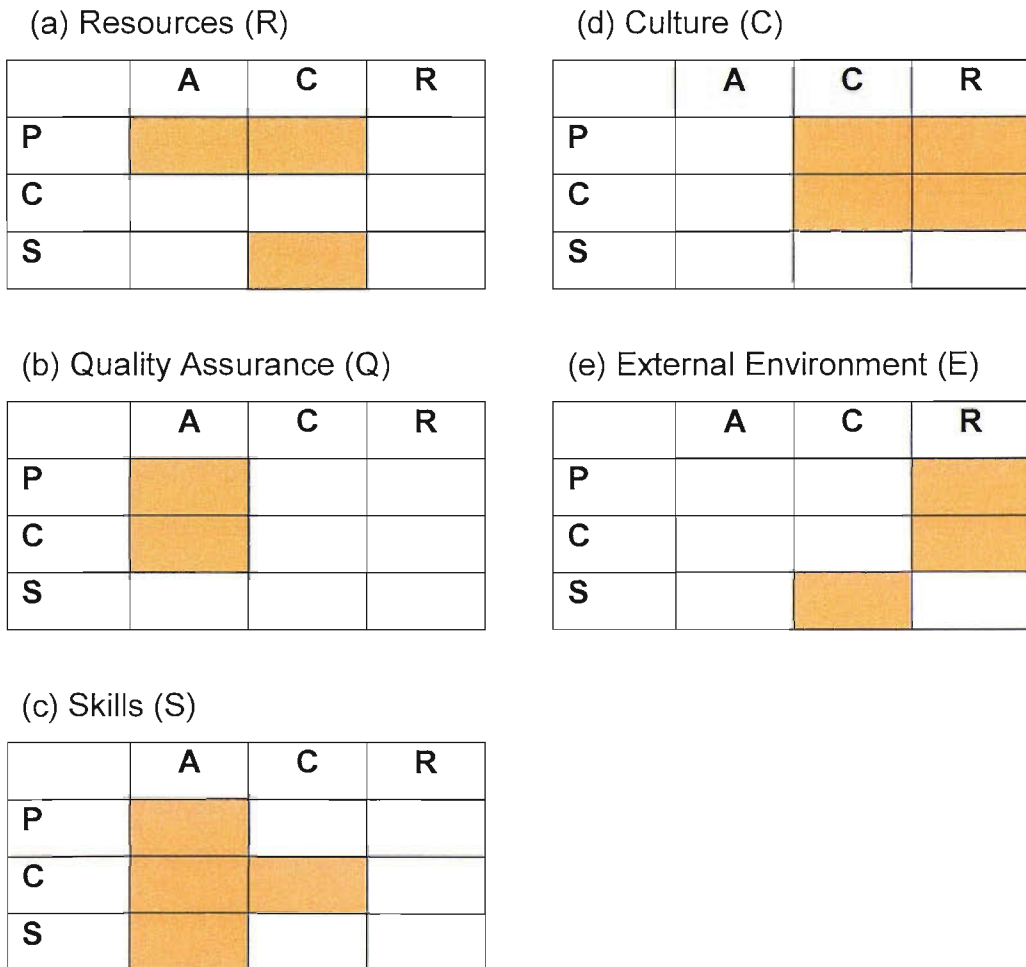 (a) Resources (R)
A C R
P
C
S
(b) Quality Assurance (Q)
A C R
P
C
S
(c) Skills (S)
A C R
P
C
S
(d) Culture (C)
A C R
P
C
S
(e) External Environment (E)
A C R
P
C
S